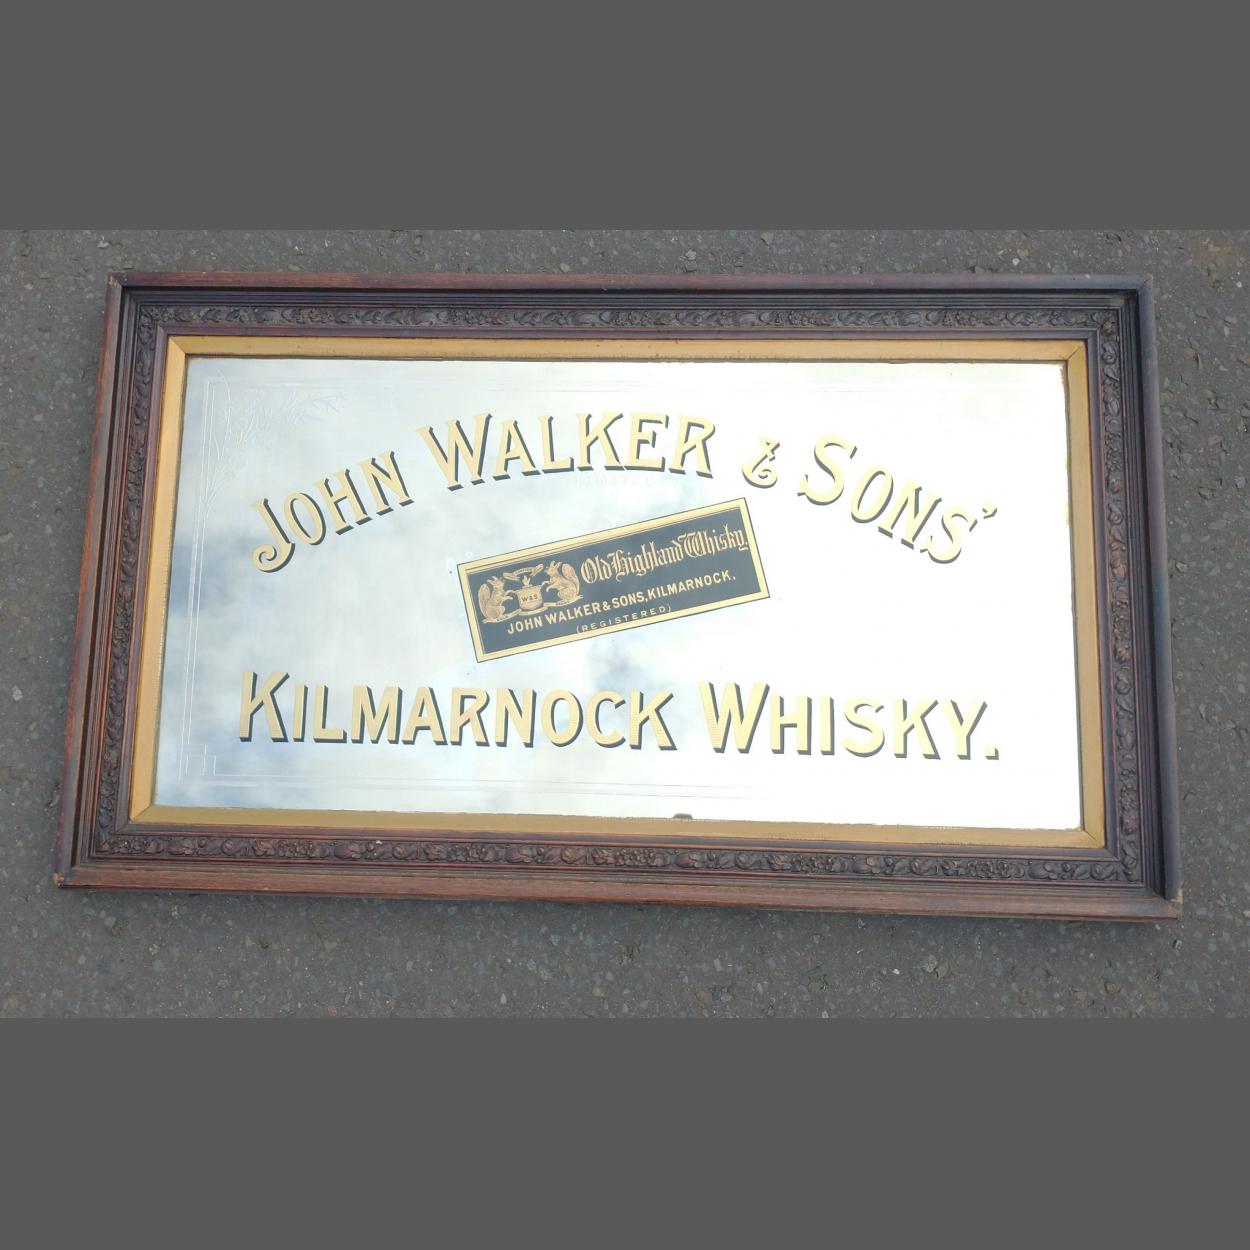 JOHN WALKER & SONS'
Old Highland Whisky.
W&S
JOHN WALKER & SONS, KILMARNOCK.
(REGISTERED)
KILMARNOCK WHISKY.